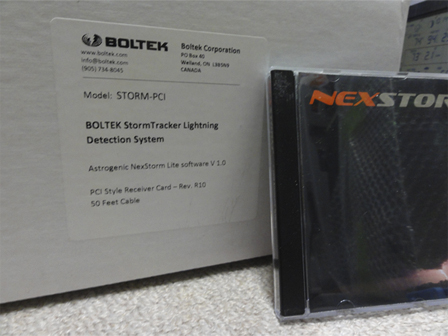 BOLTEK
www.boltek.com
info@boltek.com
(905) 734-8045
Boltek Corporation
PO Box 40
Welland, ON
CANADA
Model: STORM-PCI
BOLTEK StormTracker Lightning
Detection System
Astrogenic NexStorm Lite software V 1.0
PCI Style Receiver Card – Rev. R10
50 Feet Cable
NEXSTOR